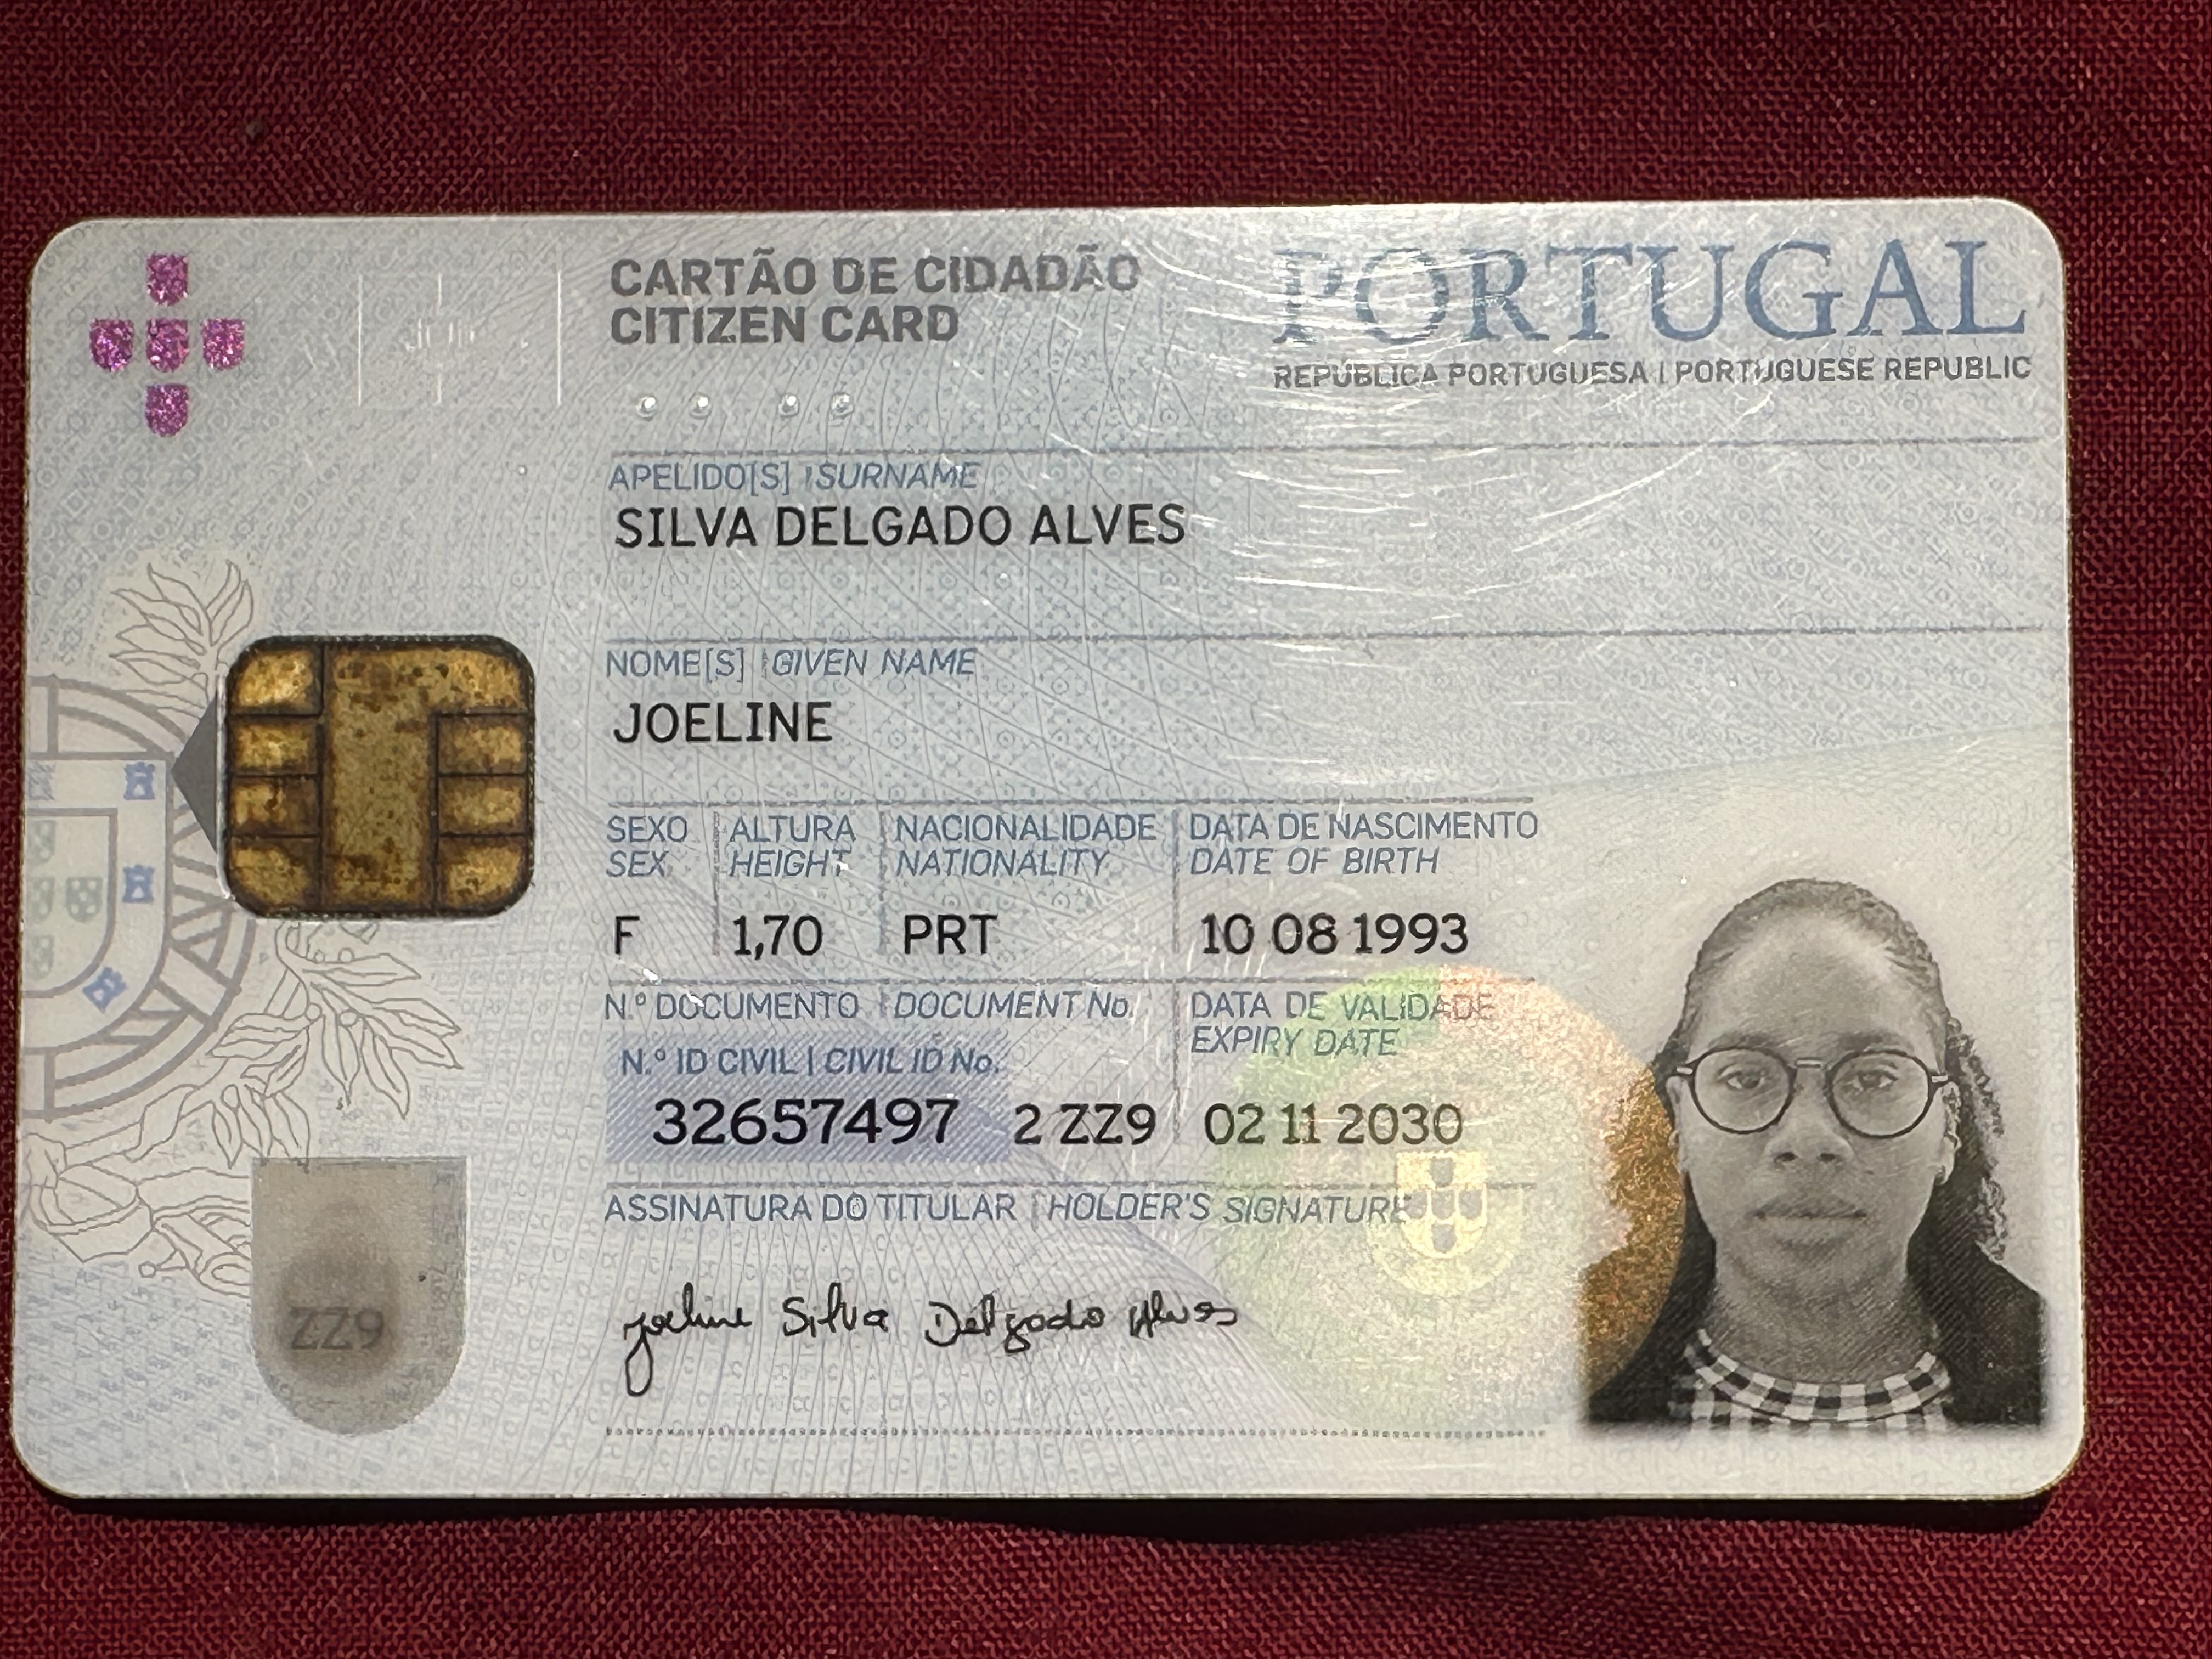 CARTÃO DE CIDADÃO
CITIZEN CARD
PORTUGAL
REPÚBLICA PORTUGUESA | PORTUGUESE REPUBLIC
APELIDO[S] | SURNAME
SILVA DELGADO ALVES
NOME[S] | GIVEN NAME
JOELINE
SEXO ALTURA NACIONALIDADE DATA DE NASCIMENTO
SEX HEIGHT NATIONALITY DATE OF BIRTH
F 1,70 PRT 10 08 1993
N.º DOCUMENTO | DOCUMENT No. DATA DE VALIDADE
N.º ID CIVIL | CIVIL ID No. EXPIRY DATE
32657497 2 ZZ9 02 11 2030
ASSINATURA DO TITULAR | HOLDER'S SIGNATURE
Joeline Silva Delgado Alves
ZZ9